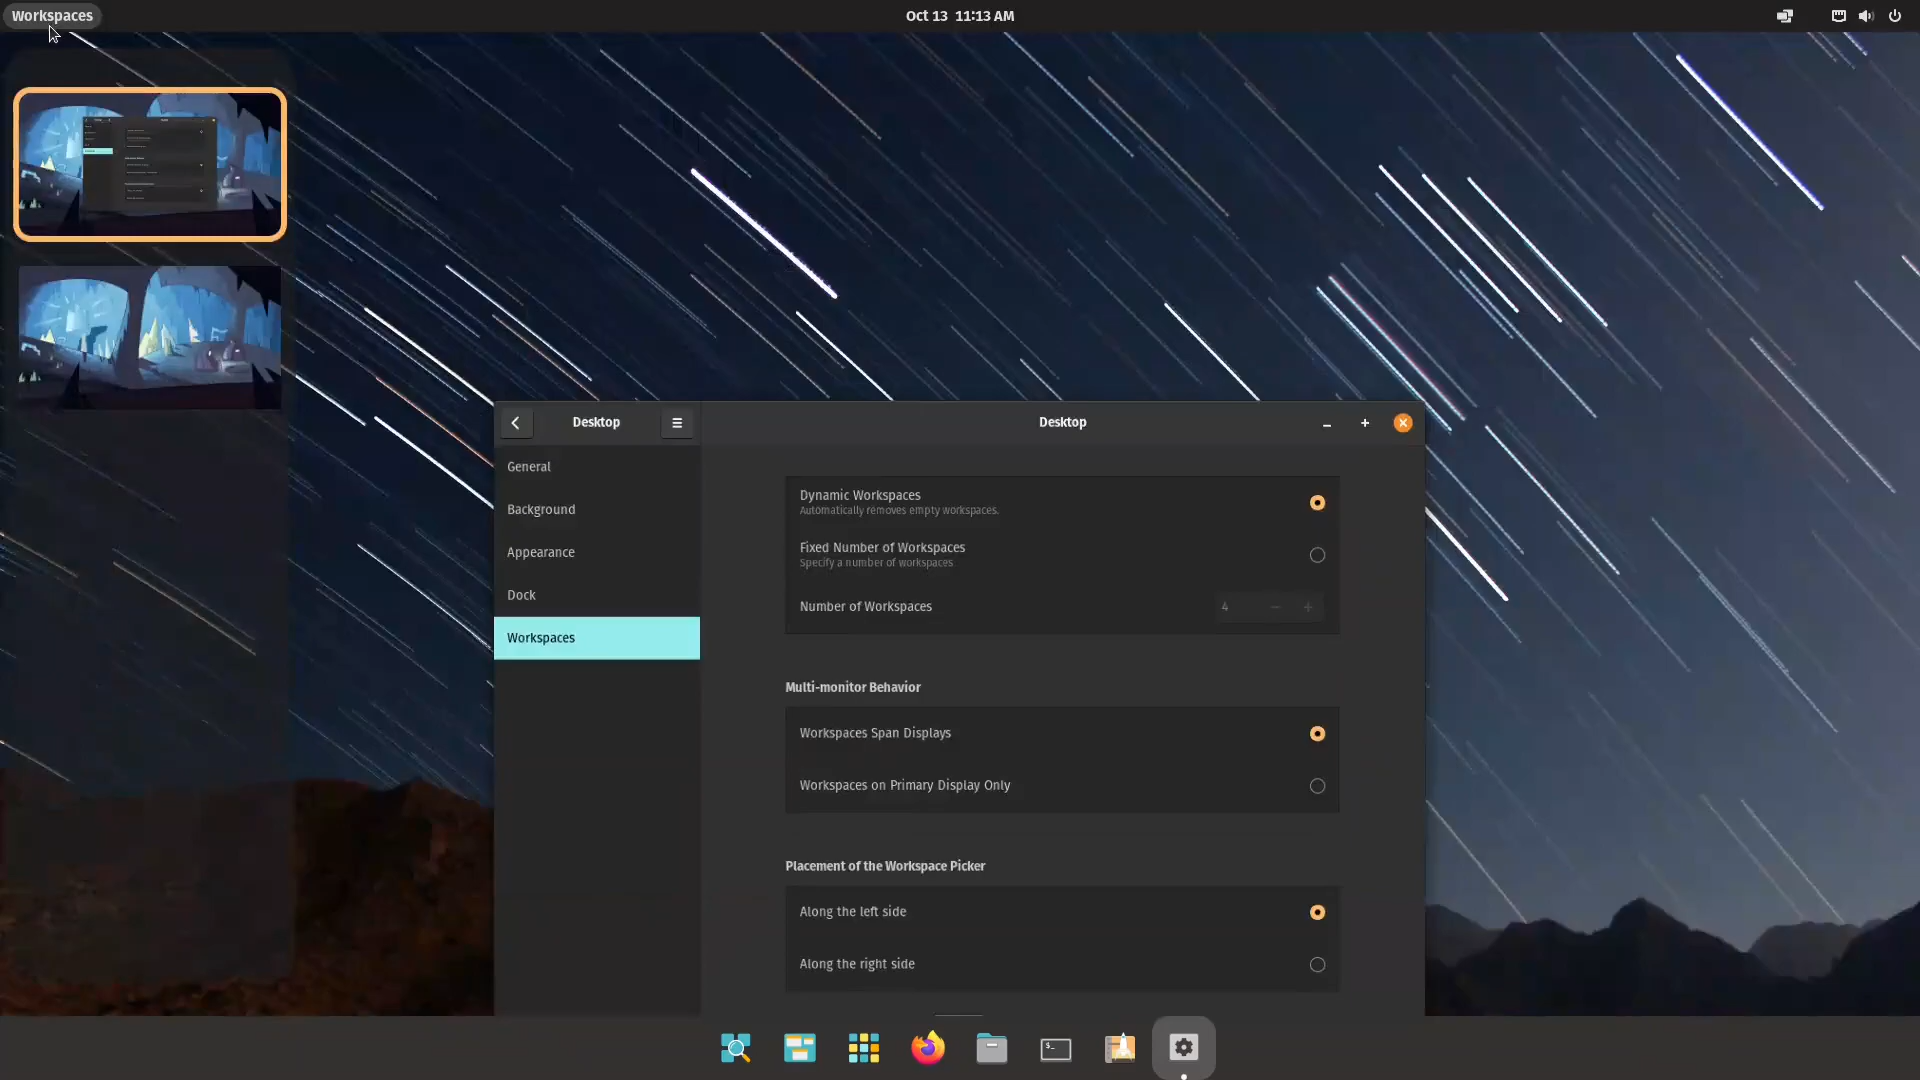 Workspaces
Oct 13 11:13 AM
Desktop
Desktop
General
Background
Appearance
Dock
Workspaces
Dynamic Workspaces
Automatically removes empty workspaces.
Fixed Number of Workspaces
Specify a number of workspaces
Number of Workspaces
4
Multi-monitor Behavior
Workspaces Span Displays
Workspaces on Primary Display Only
Placement of the Workspace Picker
Along the left side
Along the right side